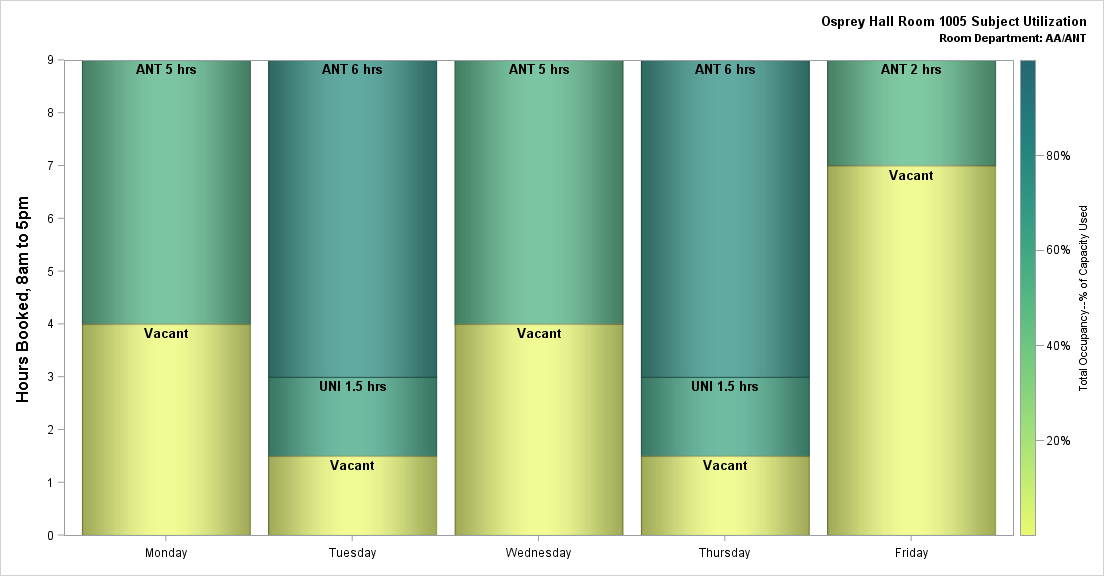 Osprey Hall Room 1005 Subject Utilization
Room Department: AA/ANT
Hours Booked, 8am to 5pm
9
8
7
6
5
4
3
2
1
0
ANT 5 hrs
Vacant
ANT 6 hrs
UNI 1.5 hrs
Vacant
ANT 5 hrs
Vacant
ANT 6 hrs
UNI 1.5 hrs
Vacant
ANT 2 hrs
Vacant
Monday
Tuesday
Wednesday
Thursday
Friday
80%
60%
40%
20%
Total Occupancy--% of Capacity Used